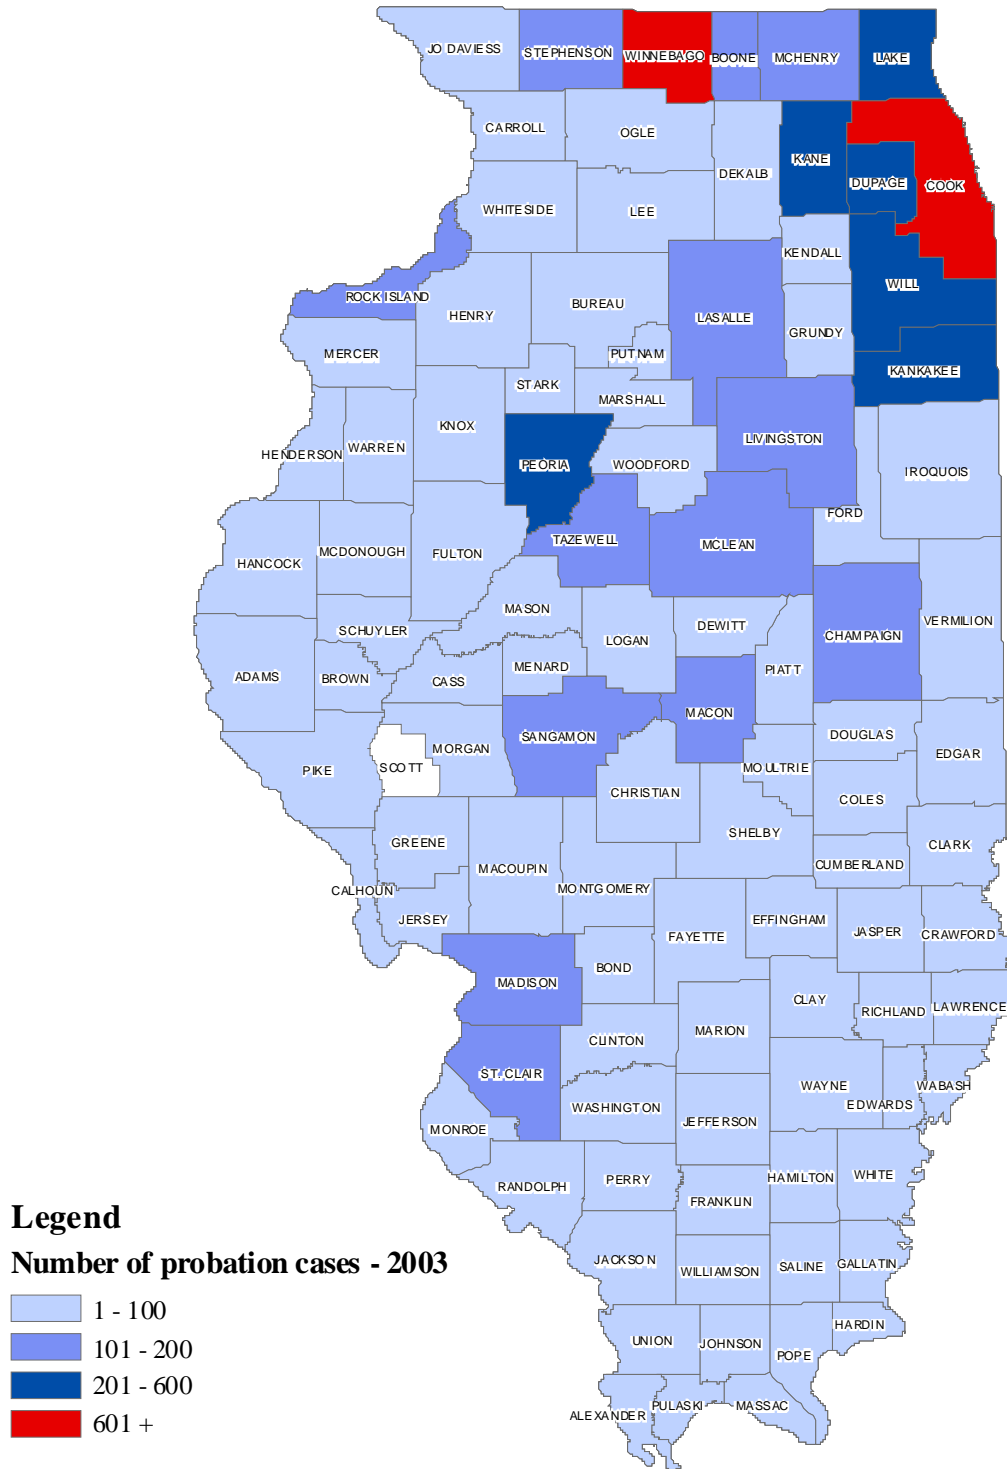 JO DAVIESS
STEPHENSON
WINNEBAGO
BOONE
MCHENRY
LAKE
CARROLL
OGLE
DEKALB
KANE
DUPAGE
COOK
WHITESIDE
LEE
KENDALL
WILL
ROCK ISLAND
HENRY
BUREAU
LASALLE
GRUNDY
MERCER
PUTNAM
KANKAKEE
STARK
MARSHALL
KNOX
LIVINGSTON
HENDERSON
WARREN
PEORIA
WOODFORD
IROQUOIS
FORD
TAZEWELL
MCLEAN
HANCOCK
MCDONOUGH
FULTON
MASON
SCHUYLER
LOGAN
DEWITT
CHAMPAIGN
VERMILION
ADAMS
BROWN
CASS
MENARD
PIATT
MACON
SANGAMON
DOUGLAS
MORGAN
EDGAR
PIKE
SCOTT
MOULTRIE
CHRISTIAN
COLES
SHELBY
GREENE
CLARK
MACOUPIN
CUMBERLAND
CALHOUN
MONTGOMERY
JERSEY
FAYETTE
EFFINGHAM
JASPER
CRAWFORD
BOND
MADISON
CLAY
RICHLAND
LAWRENCE
CLINTON
MARION
ST. CLAIR
WAYNE
WABASH
EDWARDS
WASHINGTON
JEFFERSON
MONROE
RANDOLPH
PERRY
HAMILTON
WHITE
FRANKLIN
JACKSON
WILLIAMSON
SALINE
GALLATIN
HARDIN
UNION
JOHNSON
POPE
ALEXANDER
PULASKI
MASSAC
Legend
Number of probation cases - 2003
1 - 100
101 - 200
201 - 600
601 +